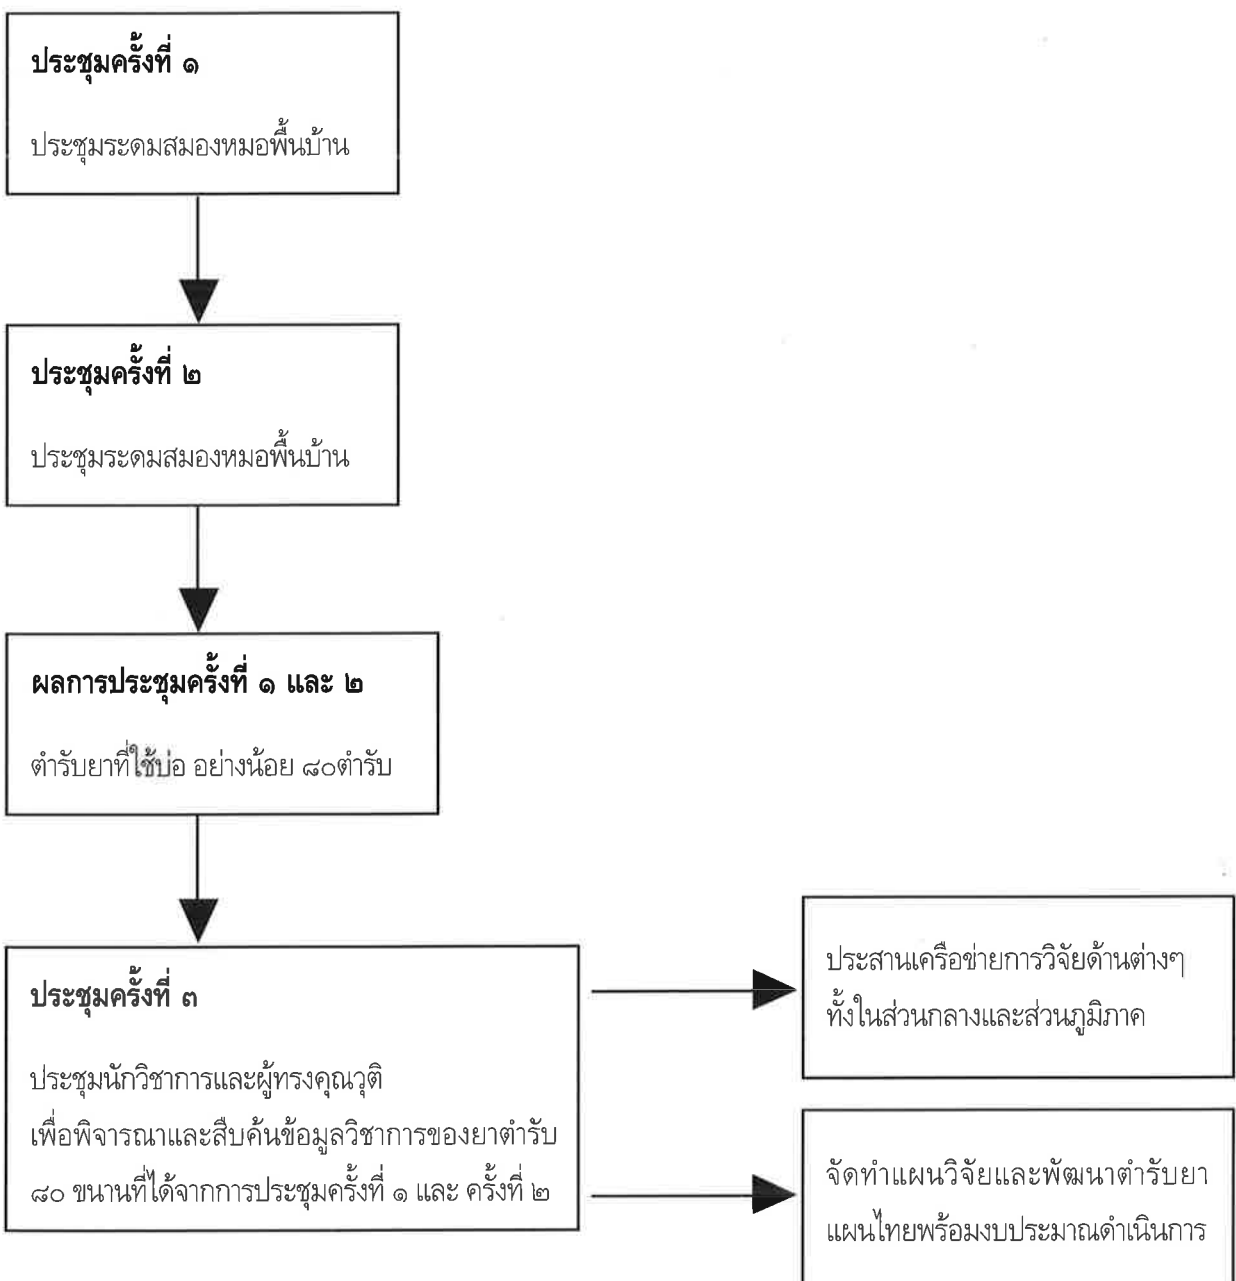 ประชุมครั้งที่ ๑
ประชุมระดมสมองหมอพื้นบ้าน
ประชุมครั้งที่ ๒
ประชุมระดมสมองหมอพื้นบ้าน
ผลการประชุมครั้งที่ ๑ และ ๒
ตำรับยาที่ใช้บ่อ อย่างน้อย ๘๐ตำรับ
ประชุมครั้งที่ ๓
ประชุมนักวิชาการและผู้ทรงคุณวุติ
เพื่อพิจารณาและสืบค้นข้อมูลวิชาการของยาตำรับ
๘๐ ขนานที่ได้จากการประชุมครั้งที่ ๑ และ ครั้งที่ ๒
ประสานเครือข่ายการวิจัยด้านต่างๆ
ทั้งในส่วนกลางและส่วนภูมิภาค
จัดทำแผนวิจัยและพัฒนาตำรับยา
แผนไทยพร้อมงบประมาณดำเนินการ